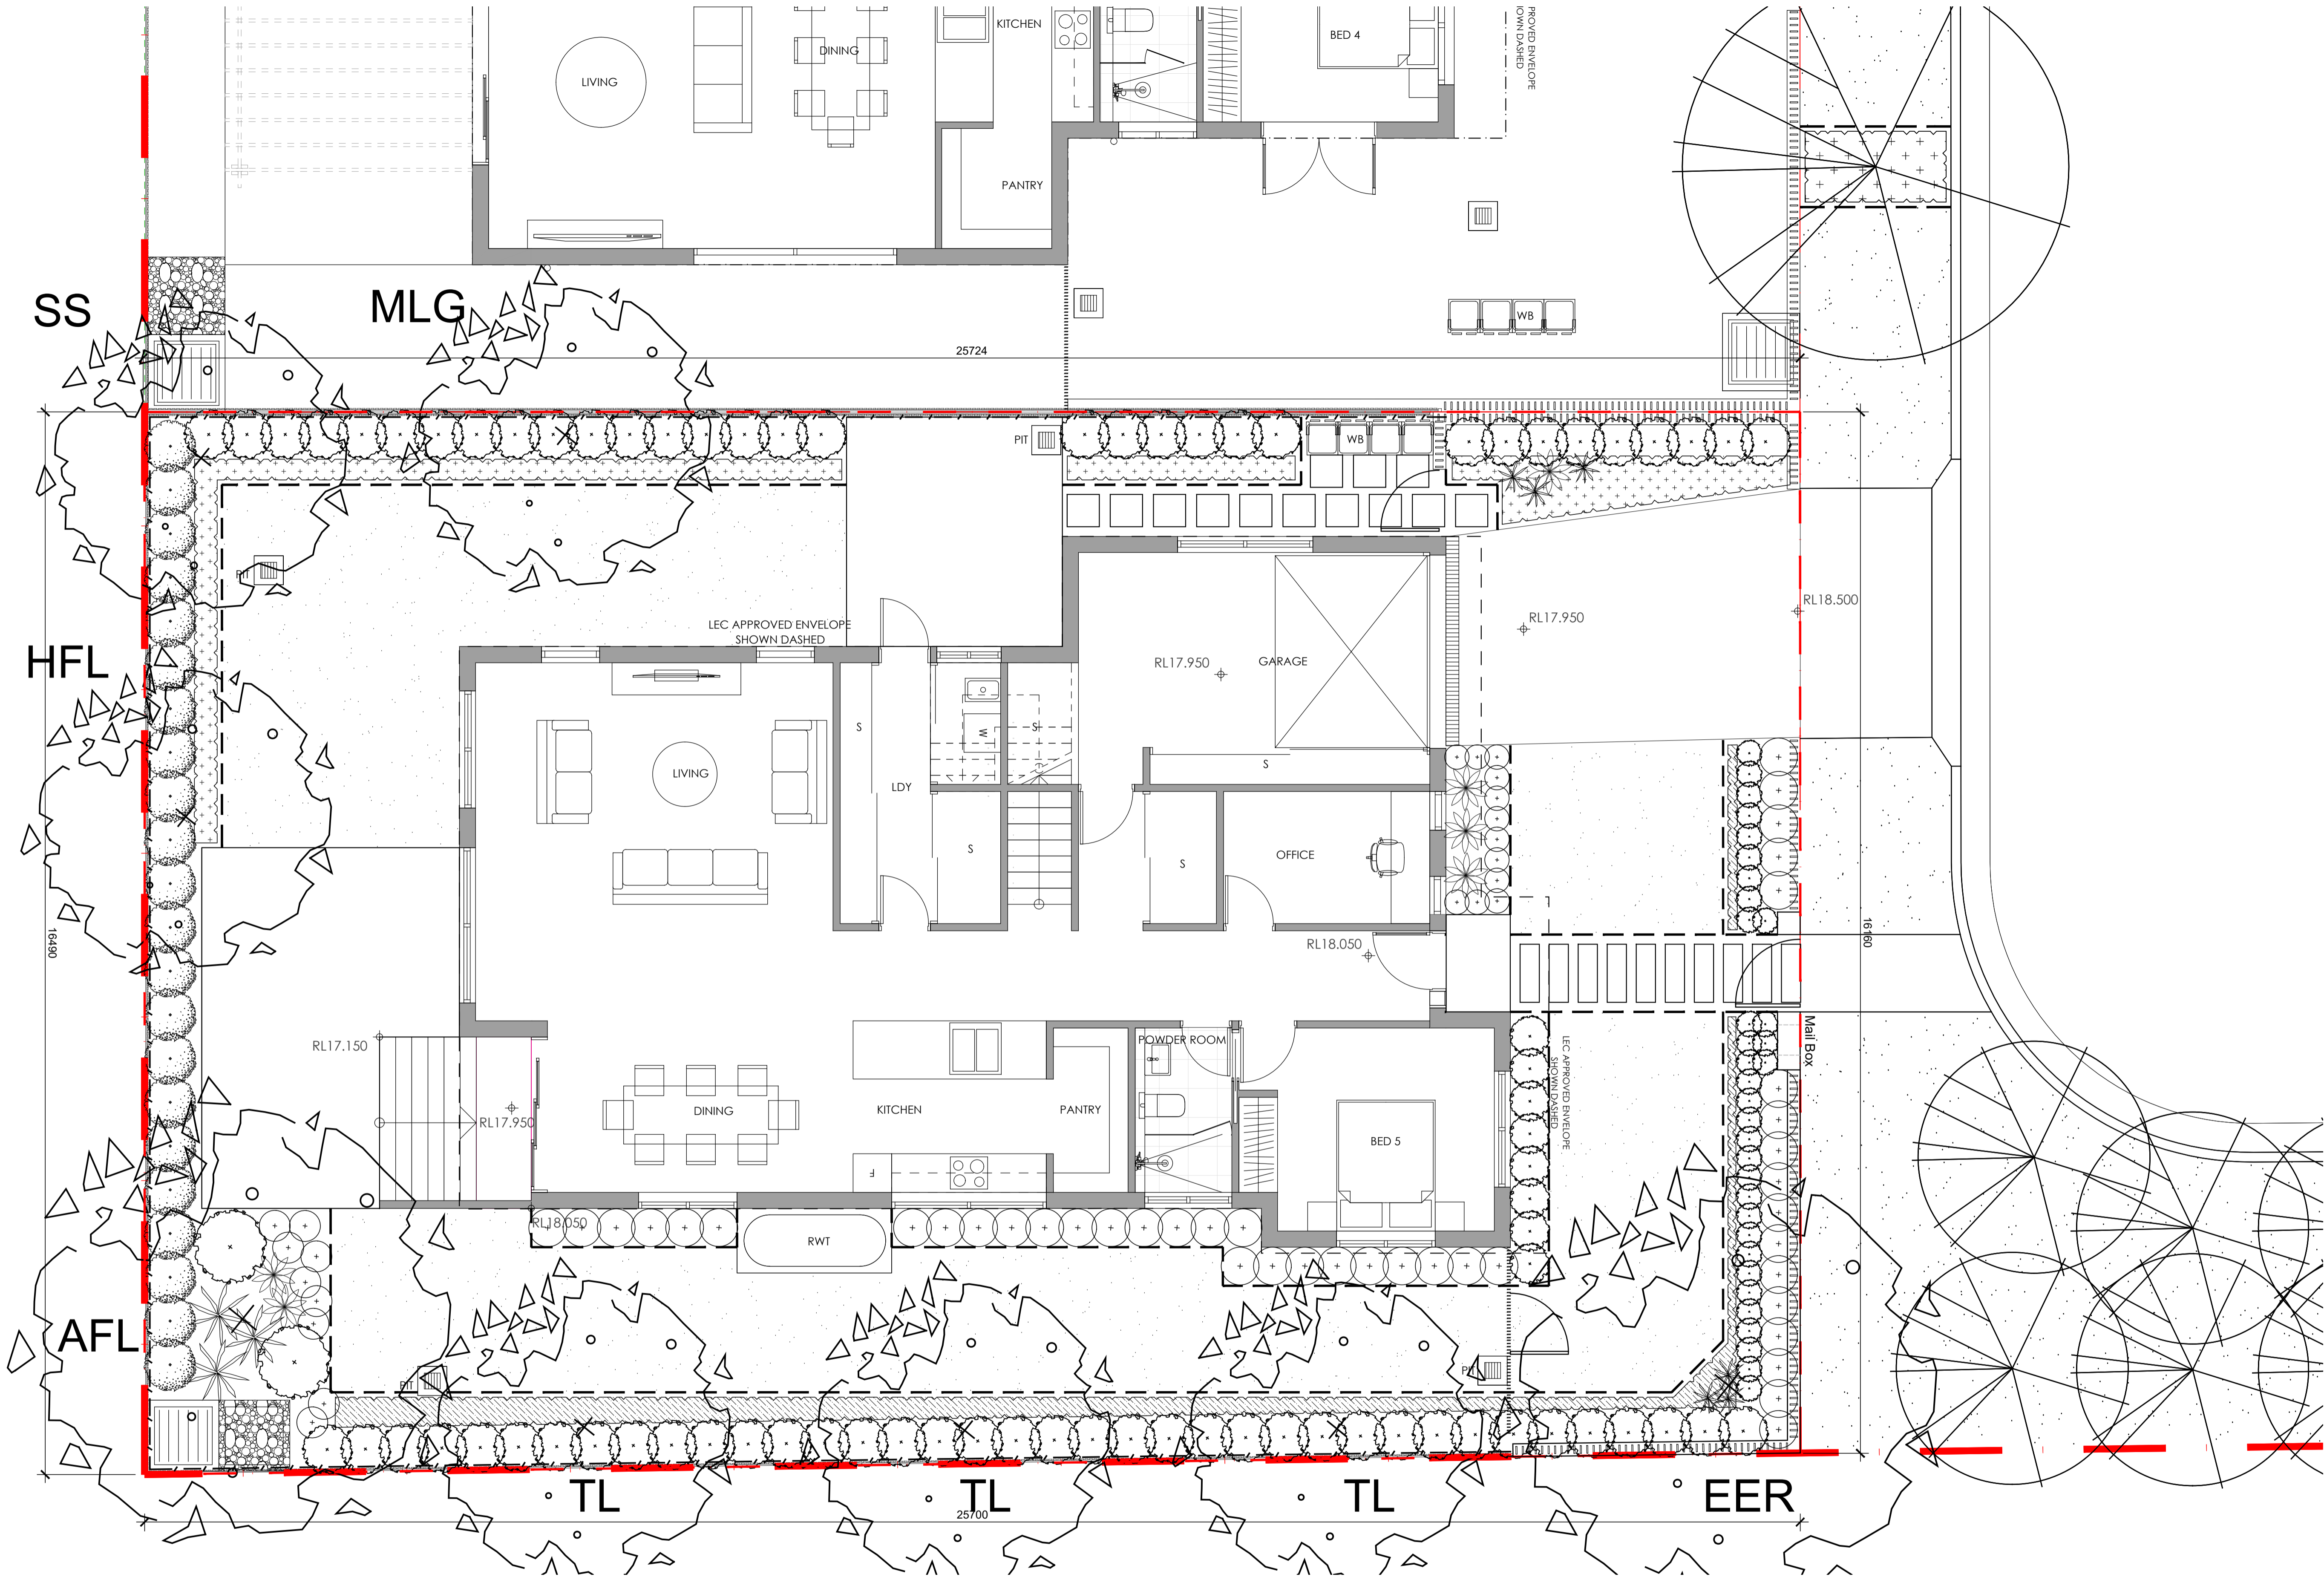 KITCHEN
DINING
BED 4
LIVING
PROVED ENVELOPE
OWN DASHED
PANTRY
SS
MLG
WB
25724
PIT
WB
PIT
LEC APPROVED ENVELOPE
SHOWN DASHED
HFL
RL17.950
GARAGE
RL17.950
RL18.500
S
W
S
LIVING
LDY
S
S
S
OFFICE
16490
16160
RL18.050
RL17.150
RL17.950
DINING
KITCHEN
PANTRY
POWDER ROOM
BED 5
F
LEC APPROVED ENVELOPE
SHOWN DASHED
Mail Box
RL18.050
RWT
AFL
PIT
PIT
TL
TL
TL
EER
25700